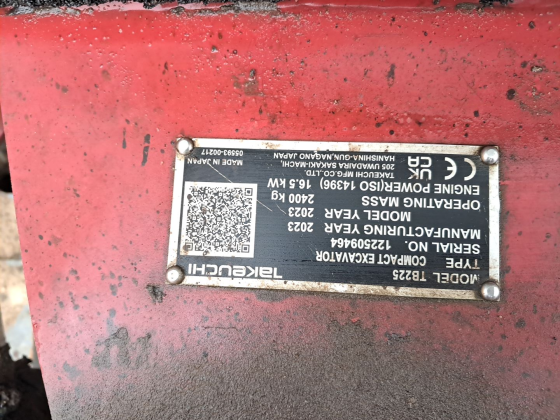 TAKEUCHI
MODEL TB225
TYPE COMPACT EXCAVATOR
SERIAL NO. 122509464
MANUFACTURING YEAR 2023
MODEL YEAR 2023
OPERATING MASS 2400 kg
ENGINE POWER(ISO 14396) 16.5 kW
TAKEUCHI MFG.CO.,LTD.
205 UWADAIRA SAKAKI-MACHI,
HANISHINA-GUN,NAGANO JAPAN
CE UKCA
MADE IN JAPAN
05593-00217